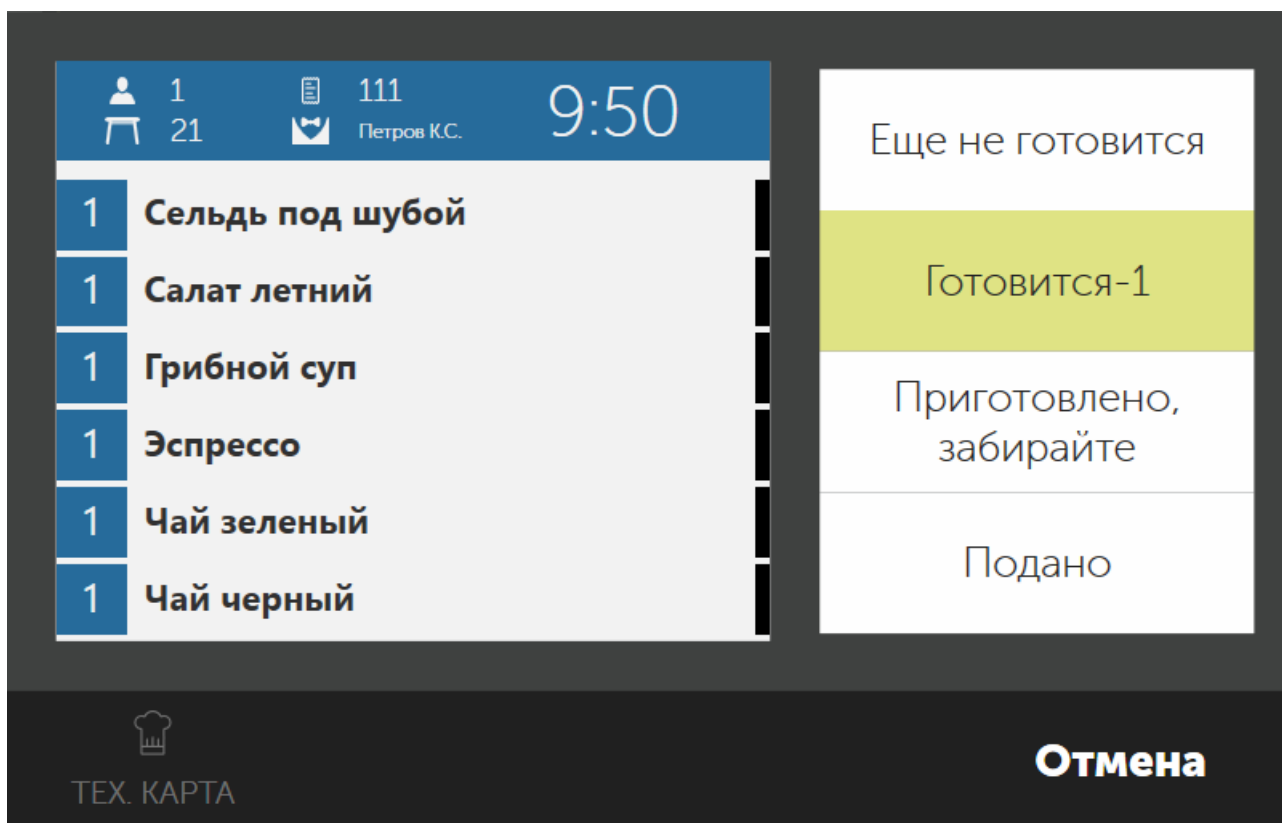 1 111 9:50
21 Петров К.С.
1 Сельдь под шубой
1 Салат летний
1 Грибной суп
1 Эспрессо
1 Чай зеленый
1 Чай черный
Еще не готовится
Готовится-1
Приготовлено,
забирайте
Подано
ТЕХ. КАРТА
Отмена